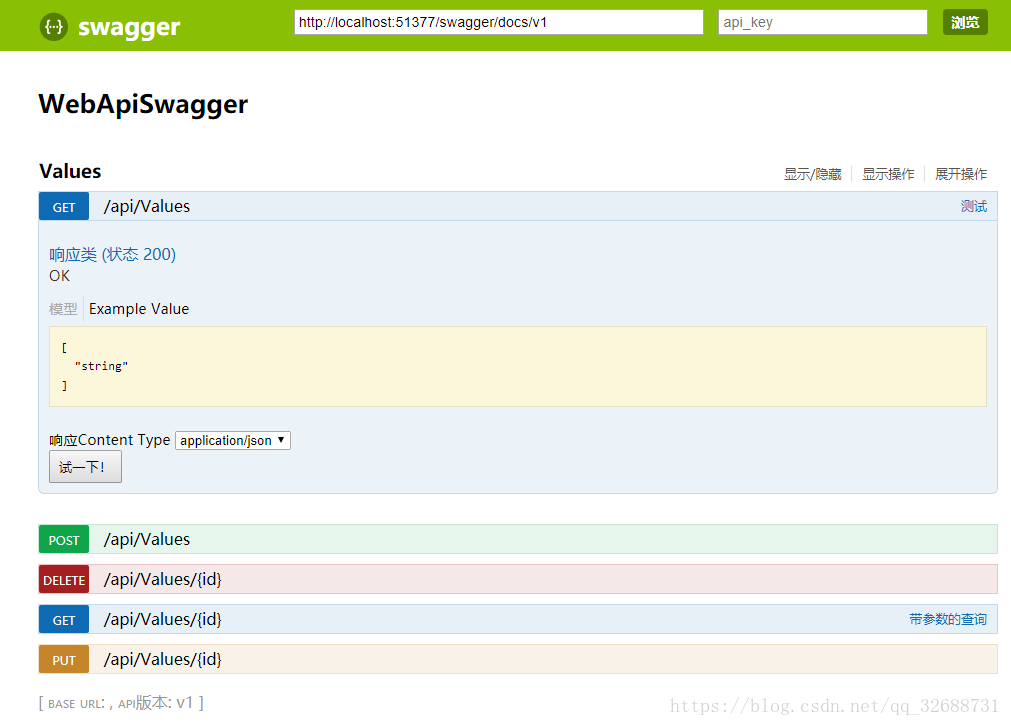 {··} swagger http://localhost:51377/swagger/docs/v1 api_key 浏览
WebApiSwagger
Values 显示/隐藏 显示操作 展开操作
GET /api/Values 测试
响应类 (状态 200)
OK
模型 Example Value
[
"string"
]
响应Content Type application/json
试一下!
POST /api/Values
DELETE /api/Values/{id}
GET /api/Values/{id} 带参数的查询
PUT /api/Values/{id}
[ BASE URL: , API版本: v1 ]
https://blog.csdn.net/qq_32688731